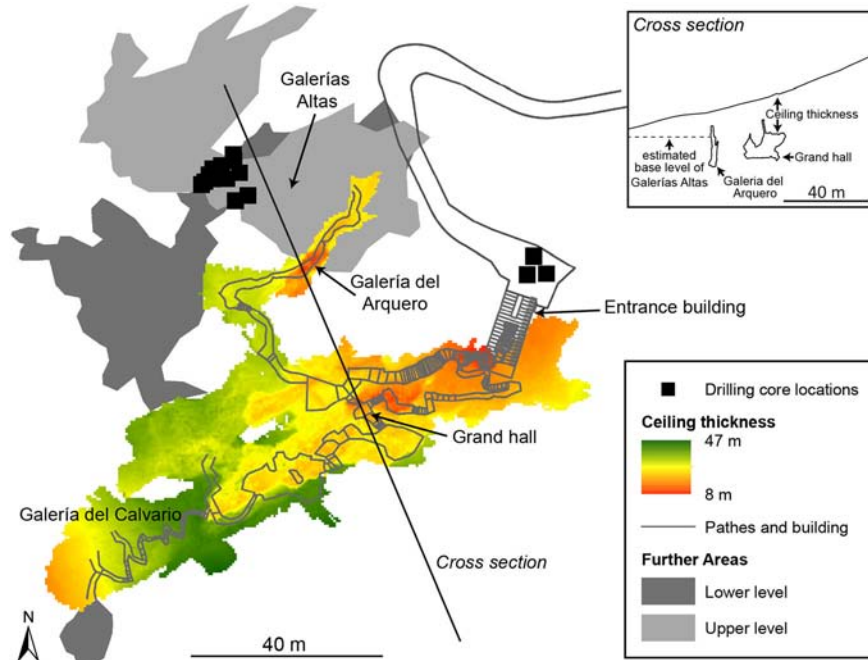 Cross section
Ceiling thickness
Grand hall
estimated
base level of
Galerías Altas
Galeria del
Arquero
40 m
Galerías
Altas
Galería del
Arquero
Entrance building
Grand hall
Galería del Calvario
Cross section
N
40 m
Drilling core locations
Ceiling thickness
47 m
8 m
Pathes and building
Further Areas
Lower level
Upper level